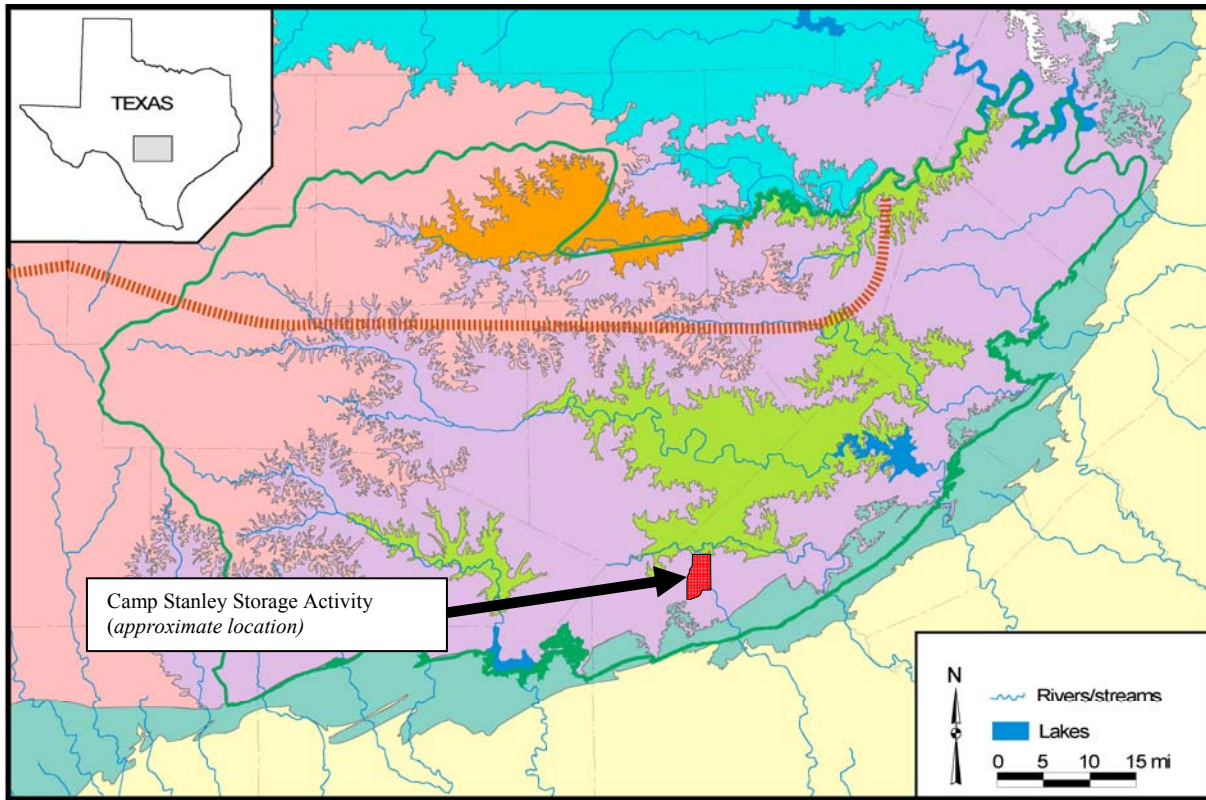 TEXAS
Camp Stanley Storage Activity
(approximate location)
N
Rivers/streams
Lakes
0 5 10 15 mi